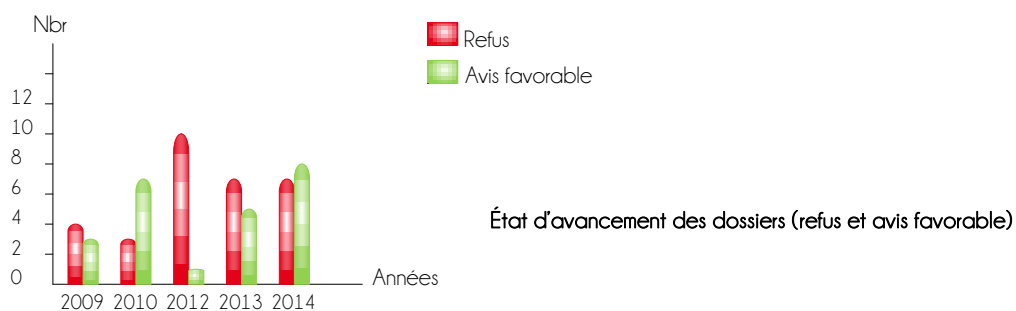 Nbr
Refus
Avis favorable
12
10
8
6
4
2
0
État d'avancement des dossiers (refus et avis favorable)
Années
2009 2010 2012 2013 2014